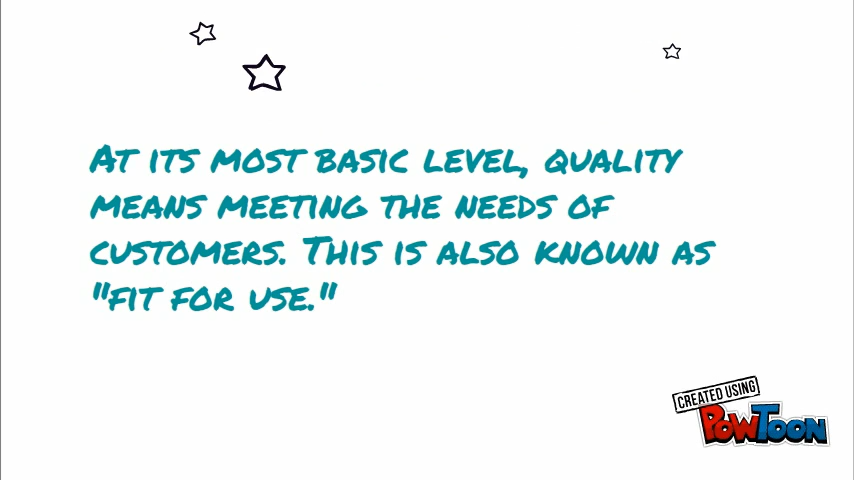 At its most basic level, quality
means meeting the needs of
customers. This is also known as
"fit for use."
CREATED USING
PowToon